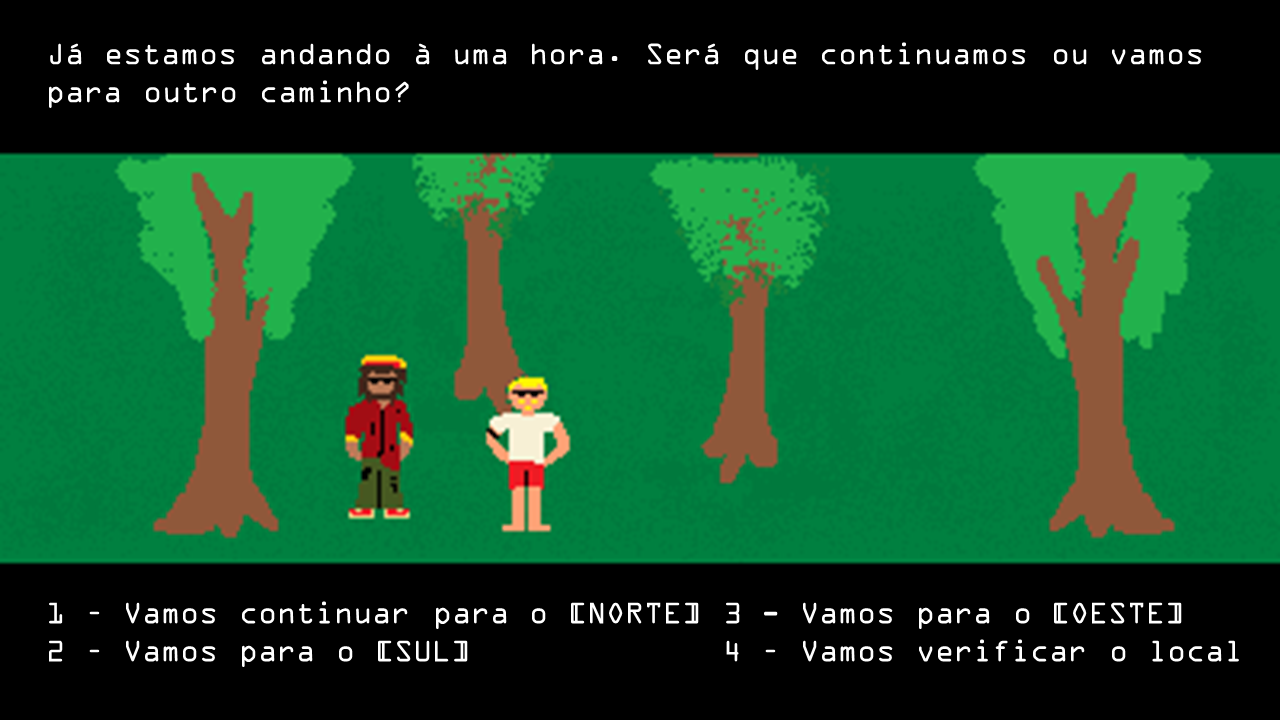 Já estamos andando à uma hora. Será que continuamos ou vamos
para outro caminho?
1 - Vamos continuar para o [NORTE]
2 - Vamos para o [SUL]
3 - Vamos para o [OESTE]
4 - Vamos verificar o local